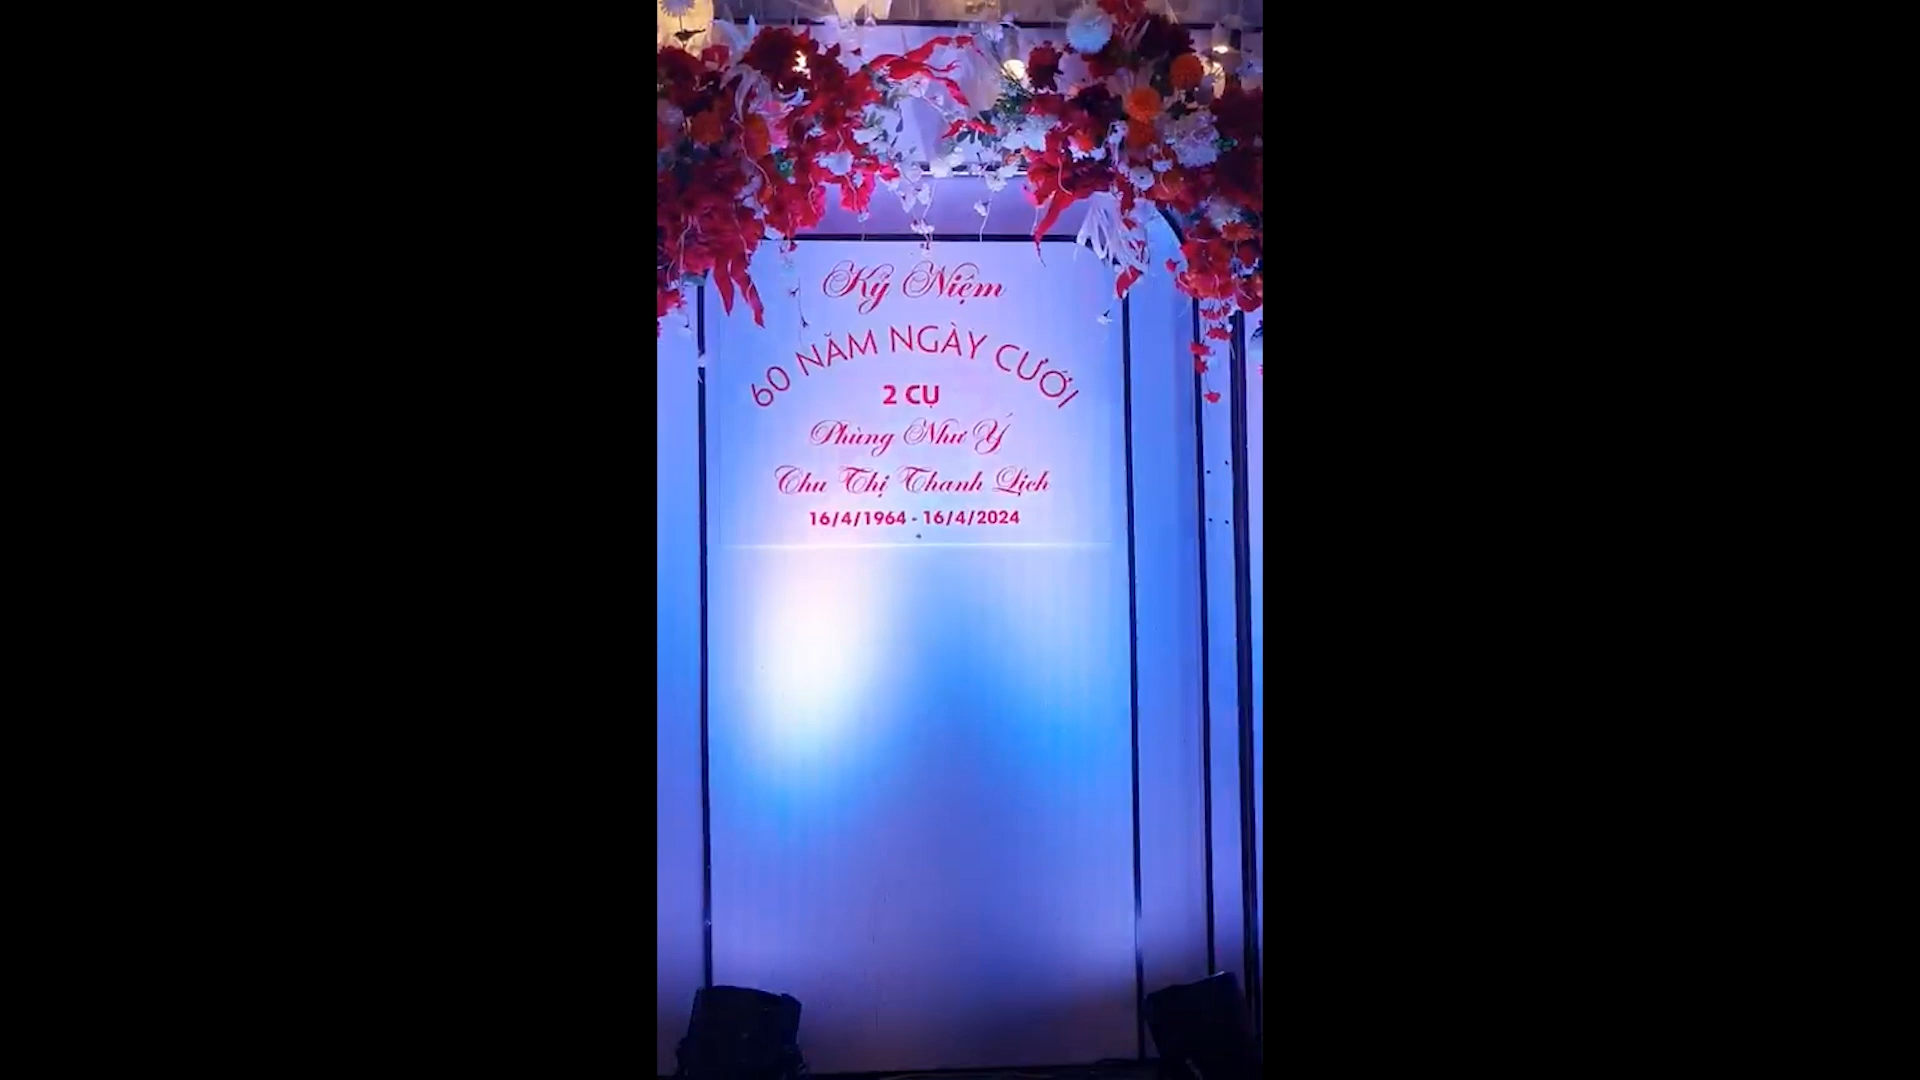 Kỷ Niệm
60 NĂM NGÀY CƯỚI
2 CỤ
Phùng Như Ý
Chu Thị Thanh Lịch
16/4/1964 - 16/4/2024